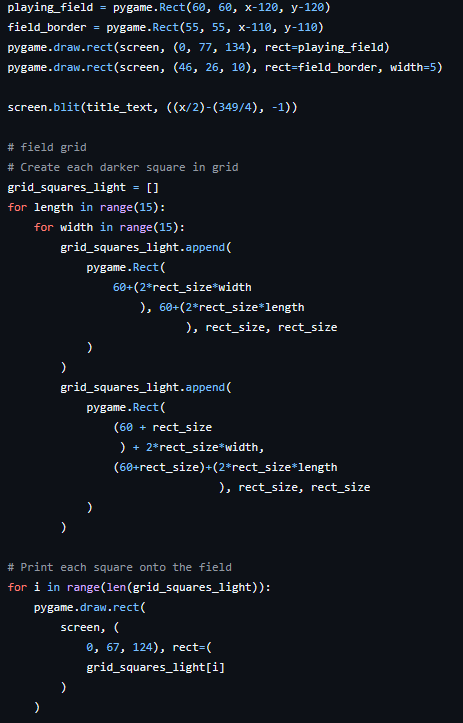 playing_field = pygame.Rect(60, 60, x-120, y-120)
field_border = pygame.Rect(55, 55, x-110, y-110)
pygame.draw.rect(screen, (0, 77, 134), rect=playing_field)
pygame.draw.rect(screen, (46, 26, 10), rect=field_border, width=5)

screen.blit(title_text, ((x/2)-(349/4), -1))

# field grid
# Create each darker square in grid
grid_squares_light = []
for length in range(15):
    for width in range(15):
        grid_squares_light.append(
            pygame.Rect(
                60+(2*rect_size*width
                    ), 60+(2*rect_size*length
                           ), rect_size, rect_size
            )
        )
        grid_squares_light.append(
            pygame.Rect(
                (60 + rect_size
                 ) + 2*rect_size*width,
                (60+rect_size)+(2*rect_size*length
                                ), rect_size, rect_size
            )
        )

# Print each square onto the field
for i in range(len(grid_squares_light)):
    pygame.draw.rect(
        screen, (
            0, 67, 124), rect=(
            grid_squares_light[i]
        )
    )